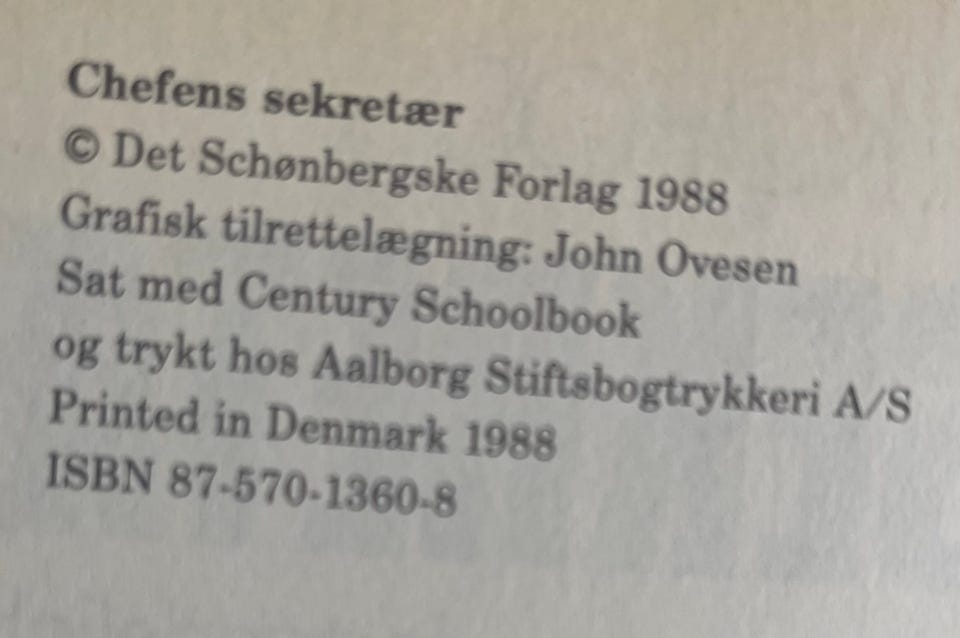 Chefens sekretær
© Det Schønbergske Forlag 1988
Grafisk tilrettelægning: John Ovesen
Sat med Century Schoolbook
og trykt hos Aalborg Stiftsbogtrykkeri A/S
Printed in Denmark 1988
ISBN 87-570-1360-8